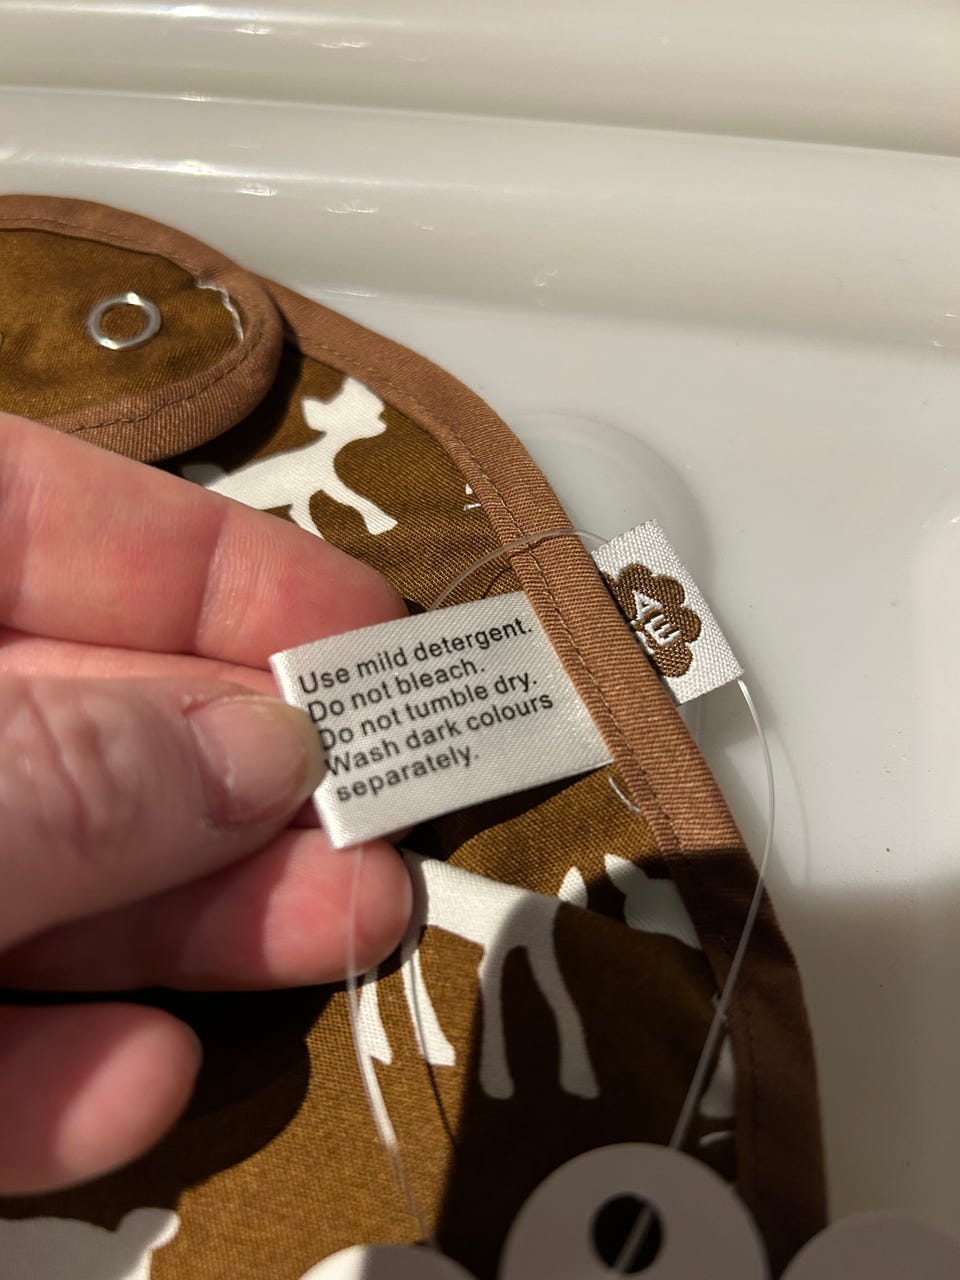 Use mild detergent.
Do not bleach.
Do not tumble dry.
Wash dark colours
separately.